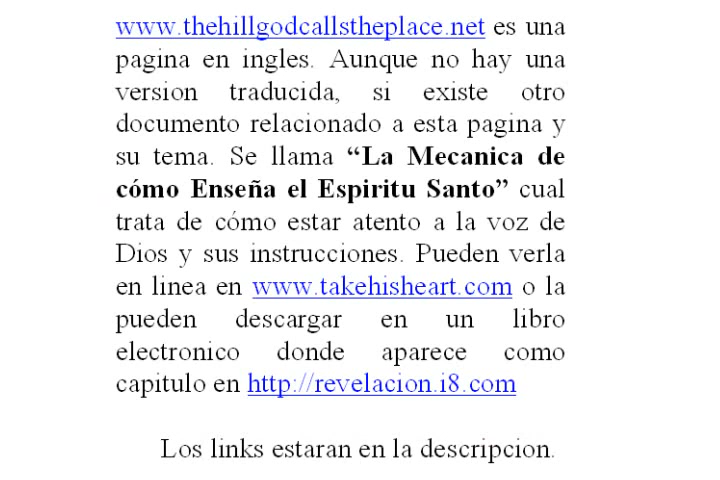 www.thehillgodcallstheplace.net es una
pagina en ingles. Aunque no hay una
version traducida, si existe otro
documento relacionado a esta pagina y
su tema. Se llama “La Mecanica de
cómo Enseña el Espiritu Santo” cual
trata de cómo estar atento a la voz de
Dios y sus instrucciones. Pueden verla
en linea en www.takehisheart.com o la
pueden descargar en un libro
electronico donde aparece como
capitulo en http://revelacion.i8.com
Los links estaran en la descripcion.